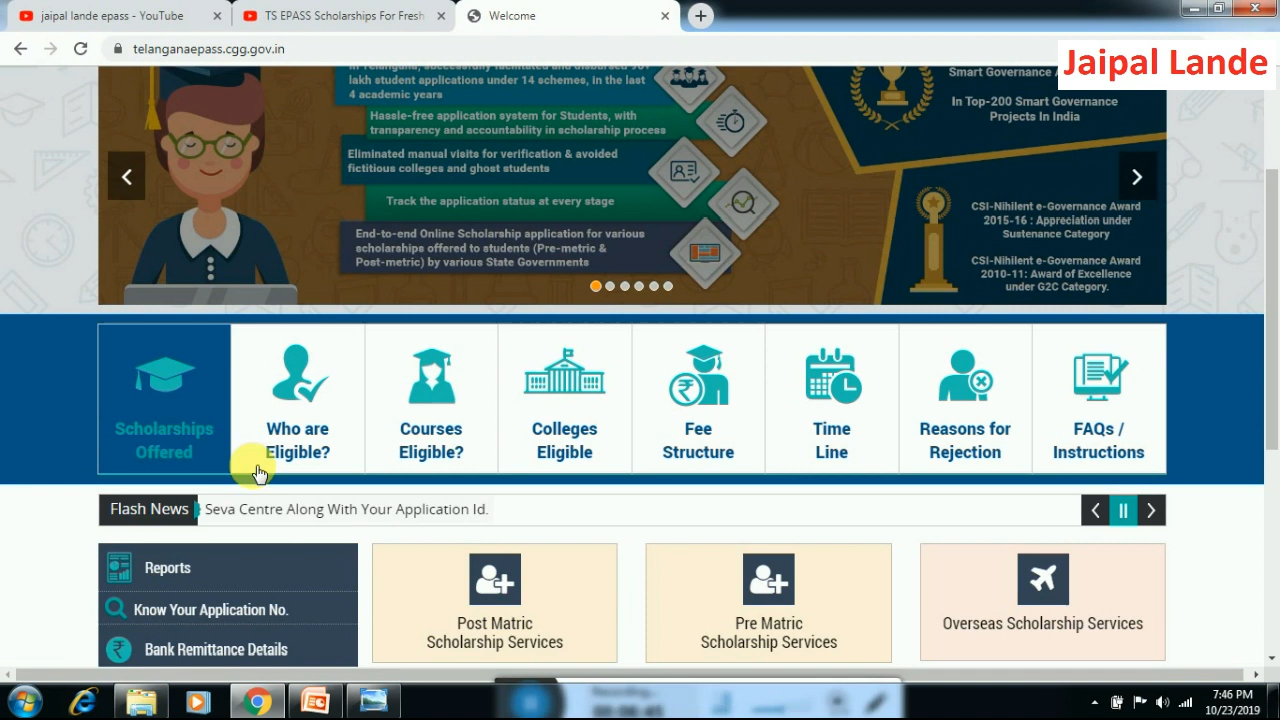 jaipal lande epass - YouTube
TS EPASS Scholarships For Fresh
Welcome
telanganaepass.cgg.gov.in
Jaipal Lande
lakh student applications under 14 schemes, in the last
4 academic years
Hassle-free application system for Students, with
transparency and accountability in scholarship process
Eliminated manual visits for verification & avoided
fictitious colleges and ghost students
Track the application status at every stage
End-to-end Online Scholarship application for various
scholarships offered to students (Pre-metric &
Post-metric) by various State Governments
Smart Governance
In Top-200 Smart Governance
Projects In India
CSI-Nihilent e-Governance Award
2015-16 : Appreciation under
Sustenance Category
CSI-Nihilent e-Governance Award
2010-11: Award of Excellence
under G2C Category.
Scholarships
Offered
Who are
Eligible?
Courses
Eligible?
Colleges
Eligible
Fee
Structure
Time
Line
Reasons for
Rejection
FAQs /
Instructions
Flash News
Seva Centre Along With Your Application Id.
Reports
Know Your Application No.
Bank Remittance Details
Post Matric
Scholarship Services
Pre Matric
Scholarship Services
Overseas Scholarship Services
7:46 PM
10/23/2019